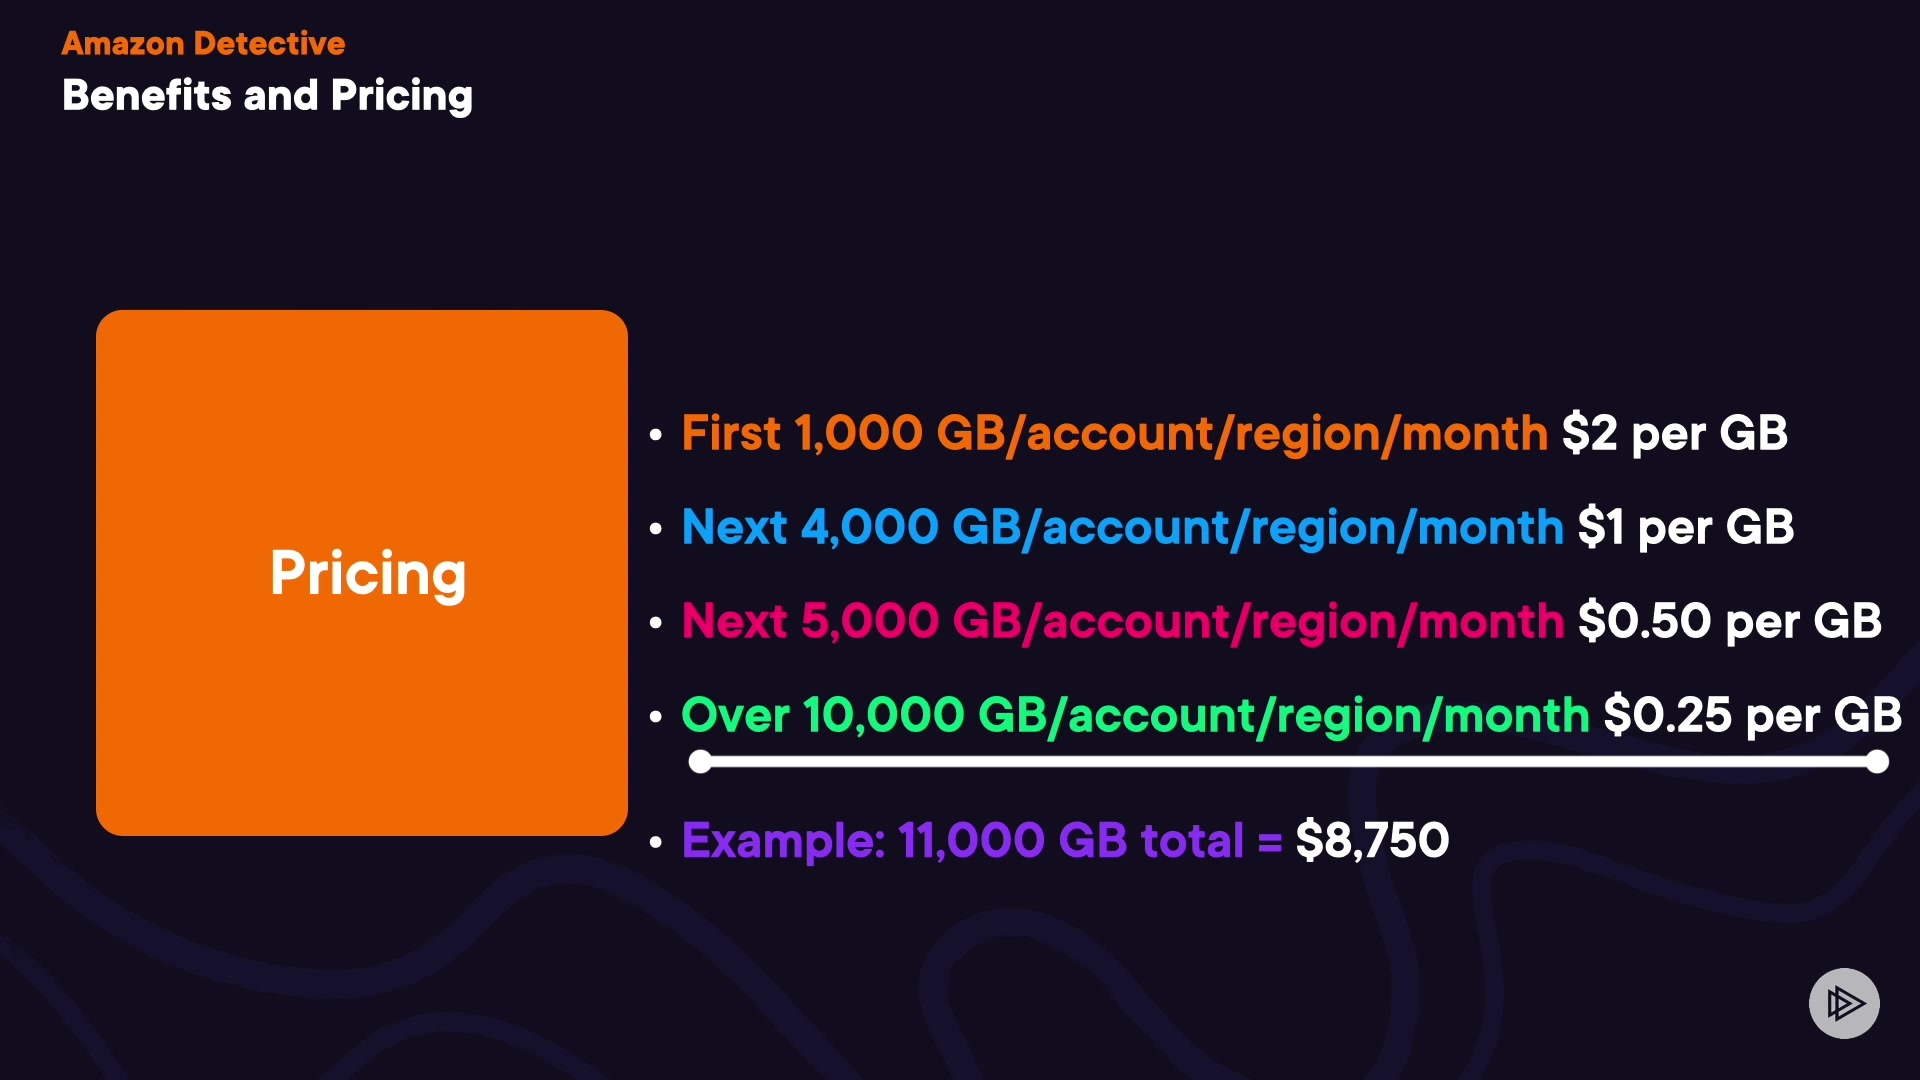 Amazon Detective
Benefits and Pricing
Pricing
• First 1,000 GB/account/region/month $2 per GB
• Next 4,000 GB/account/region/month $1 per GB
• Next 5,000 GB/account/region/month $0.50 per GB
• Over 10,000 GB/account/region/month $0.25 per GB
• Example: 11,000 GB total = $8,750